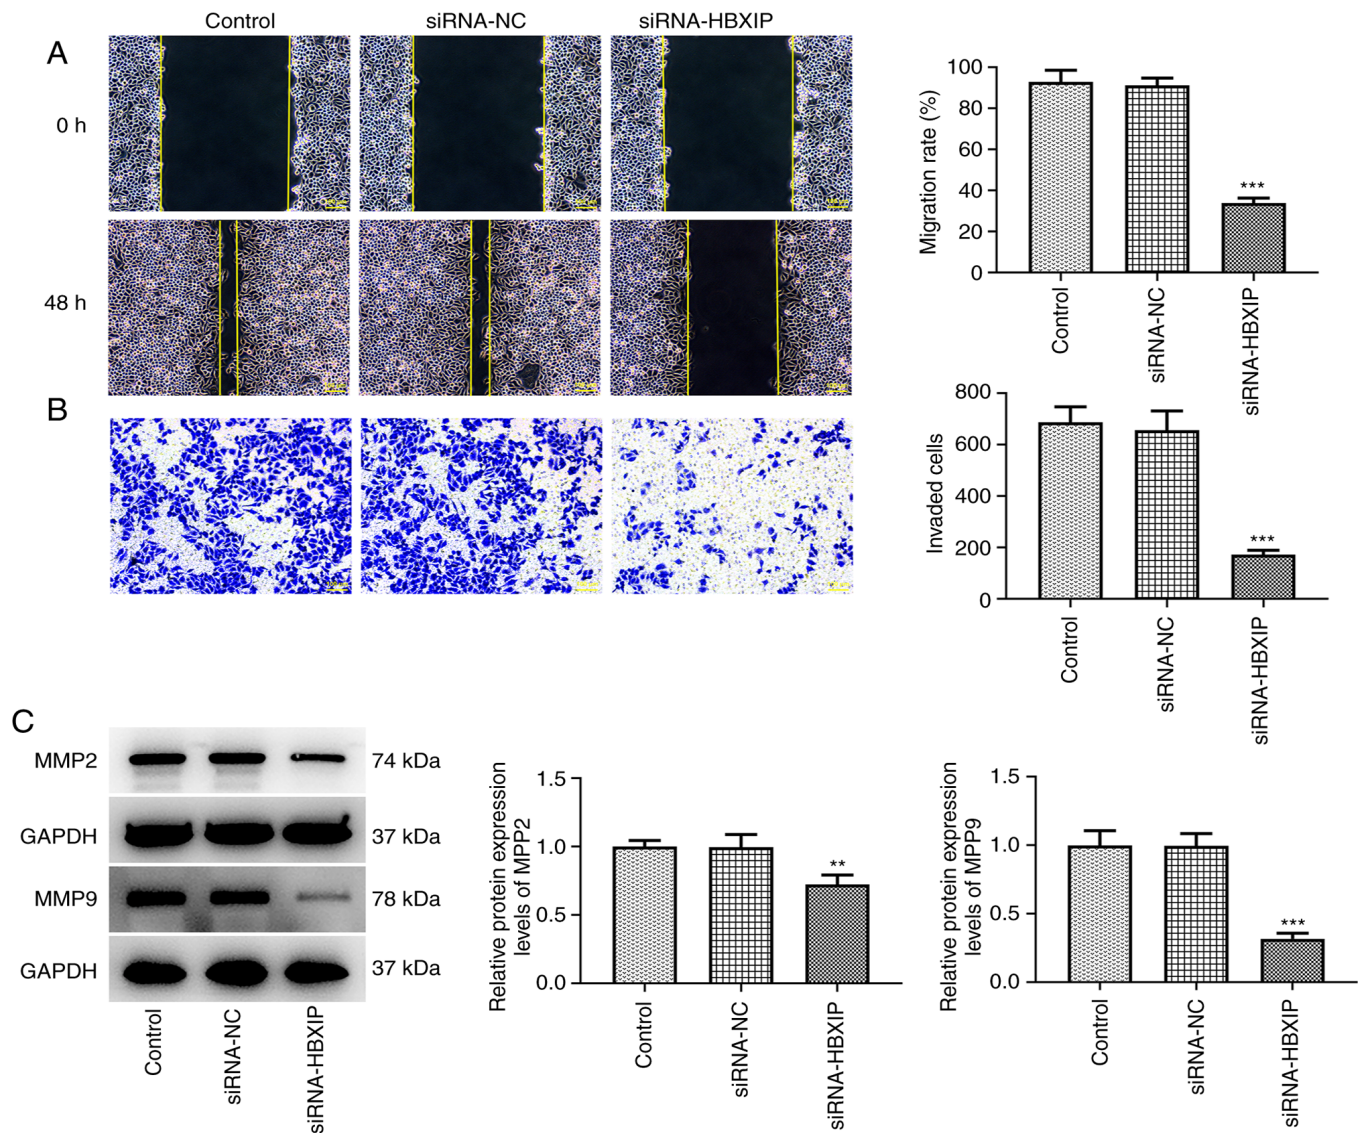 Control
siRNA-NC
siRNA-HBXIP
A
0 h
48 h
Migration rate (%)
100
80
60
40
20
0
***
Control
siRNA-NC
siRNA-HBXIP
B
Invaded cells
800
600
400
200
0
***
Control
siRNA-NC
siRNA-HBXIP
C
MMP2
74 kDa
GAPDH
37 kDa
MMP9
78 kDa
GAPDH
37 kDa
Control
siRNA-NC
siRNA-HBXIP
Relative protein expression
levels of MPP2
1.5
1.0
0.5
0.0
**
Control
siRNA-NC
siRNA-HBXIP
Relative protein expression
levels of MPP9
1.5
1.0
0.5
0.0
***
Control
siRNA-NC
siRNA-HBXIP